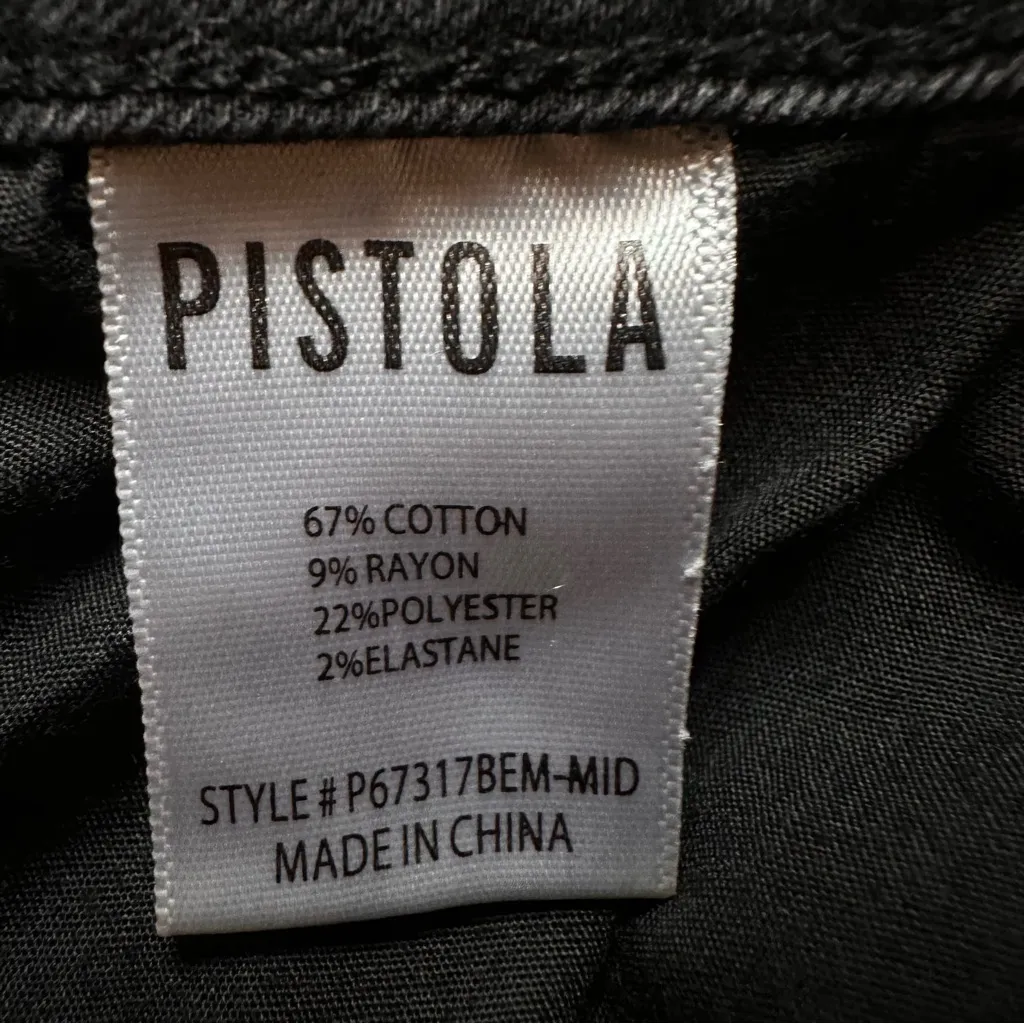 PISTOLA
67% COTTON
9% RAYON
22%POLYESTER
2%ELASTANE
STYLE # P67317BEM-MID
MADE IN CHINA